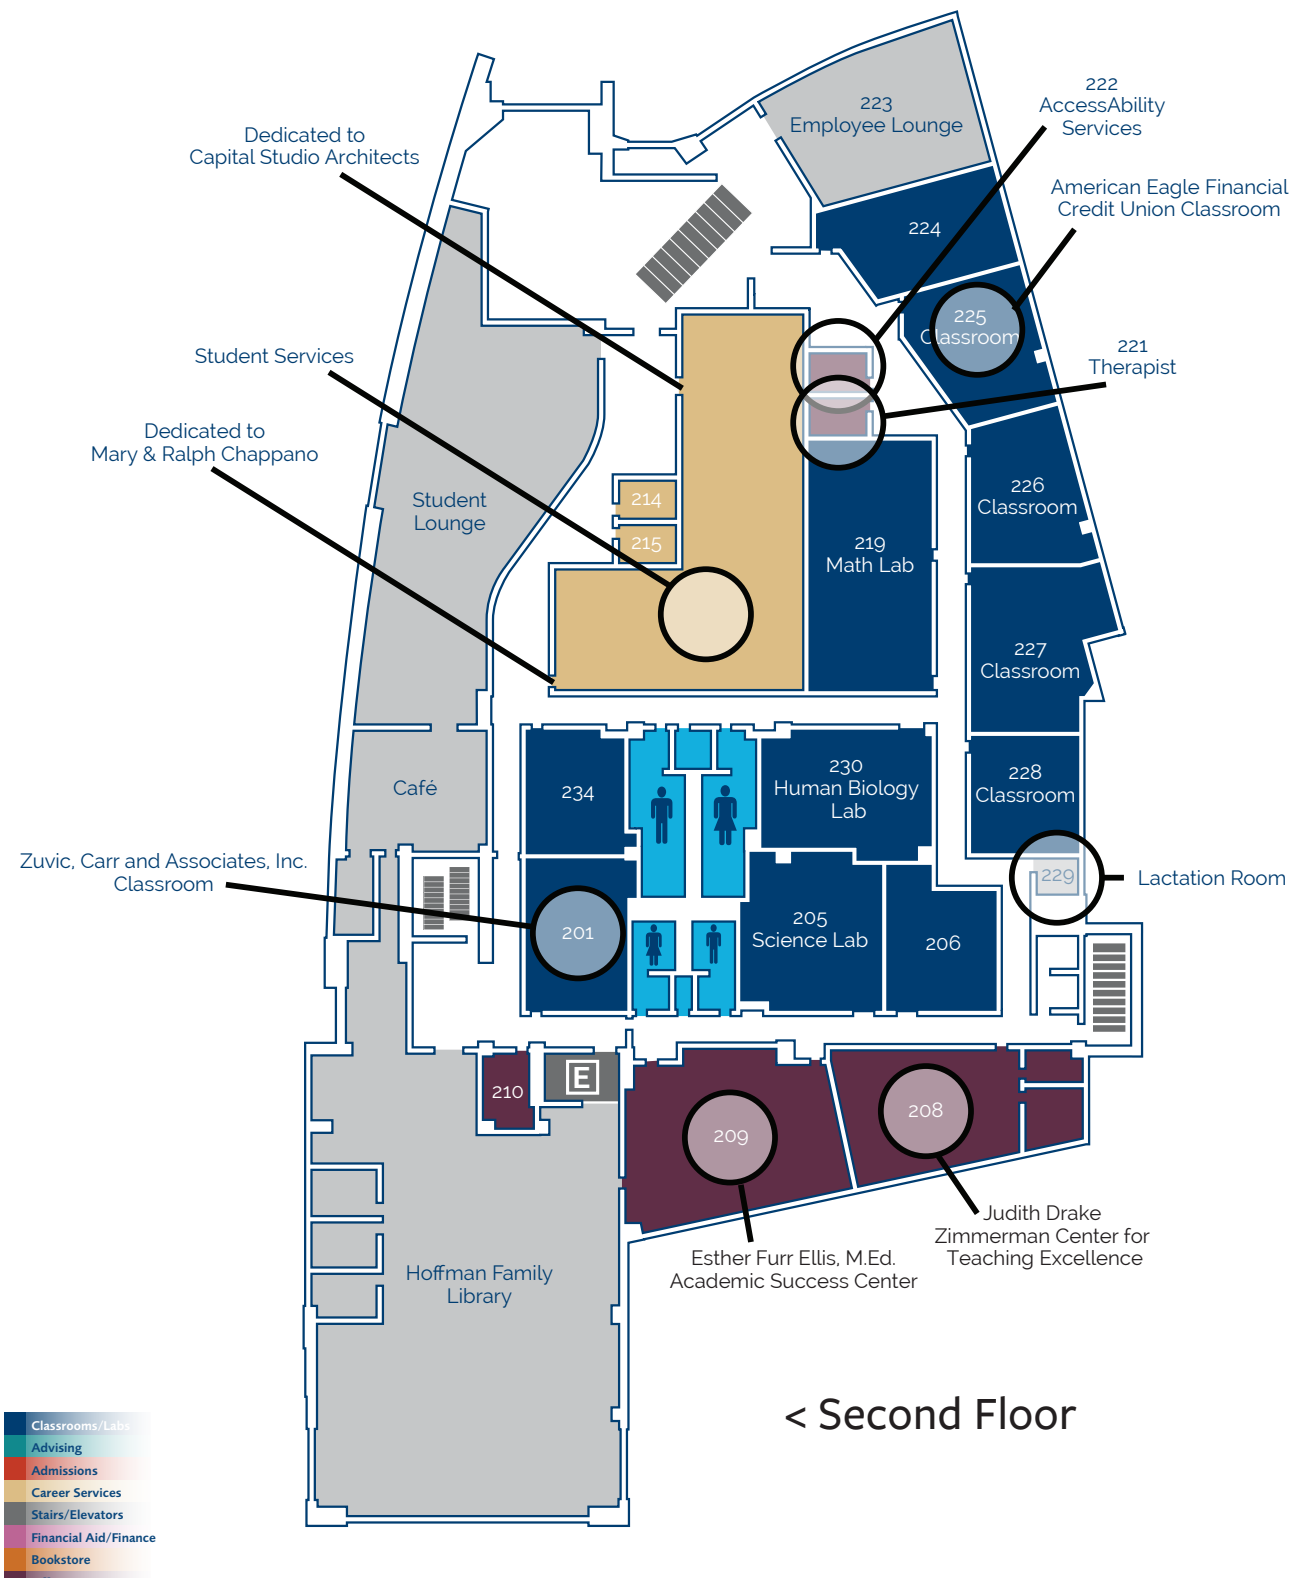 222
AccessAbility
Services
223
Employee Lounge
Dedicated to
Capital Studio Architects
American Eagle Financial
Credit Union Classroom
224
225
Classroom
221
Therapist
Student Services
Dedicated to
Mary & Ralph Chappano
Student
Lounge
214
215
219
Math Lab
226
Classroom
227
Classroom
228
Classroom
230
Human Biology
Lab
234
Café
Zuvic, Carr and Associates, Inc.
Classroom
229
Lactation Room
201
205
Science Lab
206
210
E
209
208
Judith Drake
Zimmerman Center for
Teaching Excellence
Esther Furr Ellis, M.Ed.
Academic Success Center
Hoffman Family
Library
< Second Floor
Classrooms/Labs
Advising
Admissions
Career Services
Stairs/Elevators
Financial Aid/Finance
Bookstore